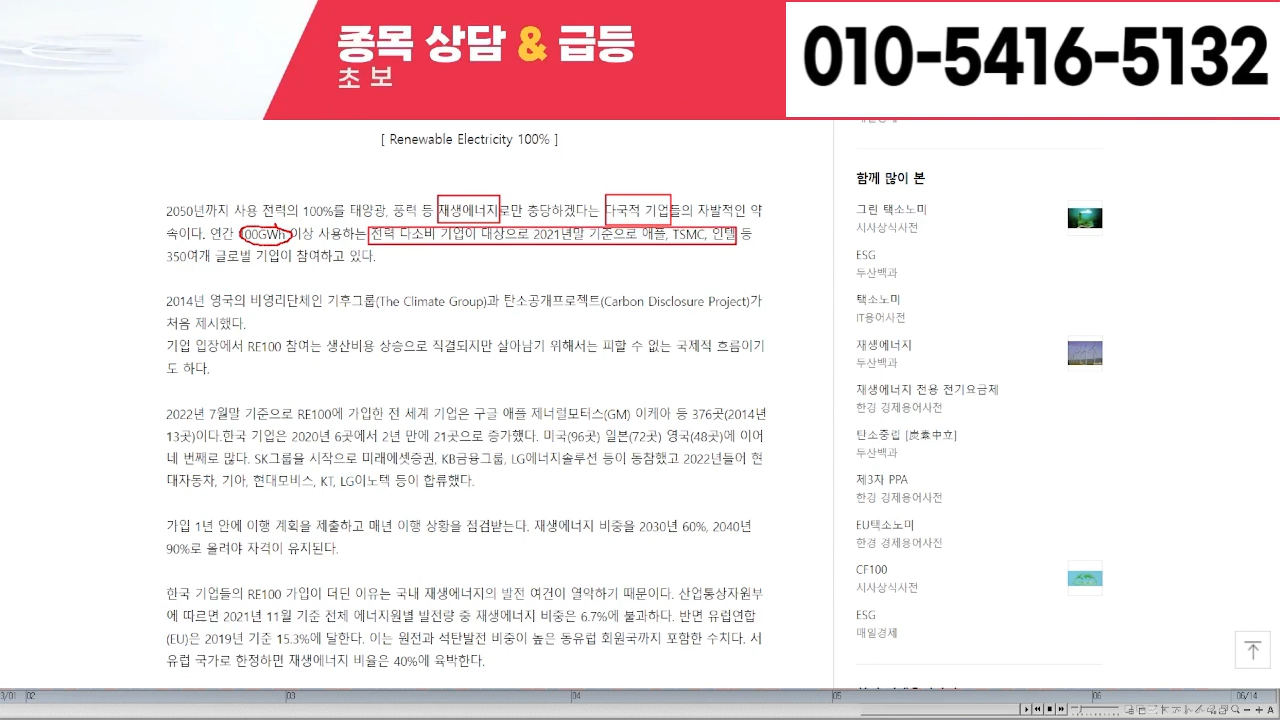 종목 상담 & 급등
초보
010-5416-5132
[ Renewable Electricity 100% ]
2050년까지 사용 전력의 100%를 태양광, 풍력 등 재생에너지로만 충당하겠다는 다국적 기업들의 자발적인 약
속이다. 전간 100GWh 이상 사용하는 전력 다소비 기업이 대상으로 2021년말 기준으로 애플, TSMC, 인텔 등
350여개 글로벌 기업이 참여하고 있다.
2014년 영국의 비영리단체인 기후그룹(The Climate Group)과 탄소공개프로젝트(Carbon Disclosure Project)가
처음 제시했다.
기업 입장에서 RE100 참여는 생산비용 상승으로 직결되지만 살아남기 위해서는 피할 수 없는 국제적 흐름이기
도 하다.
2022년 7월말 기준으로 RE100에 가입한 전 세계 기업은 구글 애플 제너럴모터스(GM) 이케아 등 376곳(2014년
13곳)이다.한국 기업은 2020년 6곳에서 2년 만에 21곳으로 증가했다. 미국(96곳) 일본(72곳) 영국(48곳)에 이어
네 번째로 많다. SK그룹을 시작으로 미래에셋증권, KB금융그룹, LG에너지솔루션 등이 동참했고 2022년들어 현
대자동차, 기아, 현대모비스, KT, LG이노텍 등이 합류했다.
가입 1년 안에 이행 계획을 제출하고 매년 이행 상황을 점검받는다. 재생에너지 비중을 2030년 60%, 2040년
90%로 올려야 자격이 유지된다.
한국 기업들의 RE100 가입이 더딘 이유는 국내 재생에너지의 발전 여건이 열악하기 때문이다. 산업통상자원부
에 따르면 2021년 11월 기준 전체 에너지원별 발전량 중 재생에너지 비중은 6.7%에 불과하다. 반면 유럽연합
(EU)은 2019년 기준 15.3%에 달한다. 이는 원전과 석탄발전 비중이 높은 동유럽 회원국까지 포함한 수치다. 서
유럽 국가로 한정하면 재생에너지 비율은 40%에 육박한다.
함께 많이 본
그린 택소노미
시사상식사전
ESG
두산백과
택소노미
IT용어사전
재생에너지
두산백과
재생에너지 전용 전기요금제
한경 경제용어사전
탄소중립 [炭素中立]
두산백과
제3자 PPA
한경 경제용어사전
EU택소노미
한경 경제용어사전
CF100
시사상식사전
ESG
매일경제
3/01 02 03 04 05 06 06/14